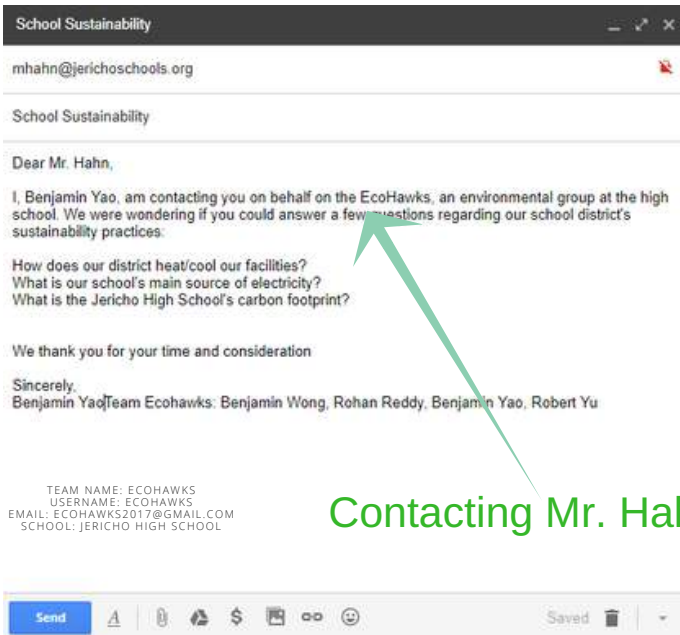 School Sustainability
mhahn@jerichoschools.org
School Sustainability
Dear Mr. Hahn,
I, Benjamin Yao, am contacting you on behalf on the EcoHawks, an environmental group at the high
school. We were wondering if you could answer a few questions regarding our school district's
sustainability practices:
How does our district heat/cool our facilities?
What is our school's main source of electricity?
What is the Jericho High School's carbon footprint?
We thank you for your time and consideration
Sincerely,
Benjamin YaoTeam Ecohawks: Benjamin Wong, Rohan Reddy, Benjamin Yao, Robert Yu
TEAM NAME: ECOHAWKS
USERNAME: ECOHAWKS
EMAIL: ECOHAWKS2017@GMAIL.COM
SCHOOL: JERICHO HIGH SCHOOL
Contacting Mr.
Send
Saved